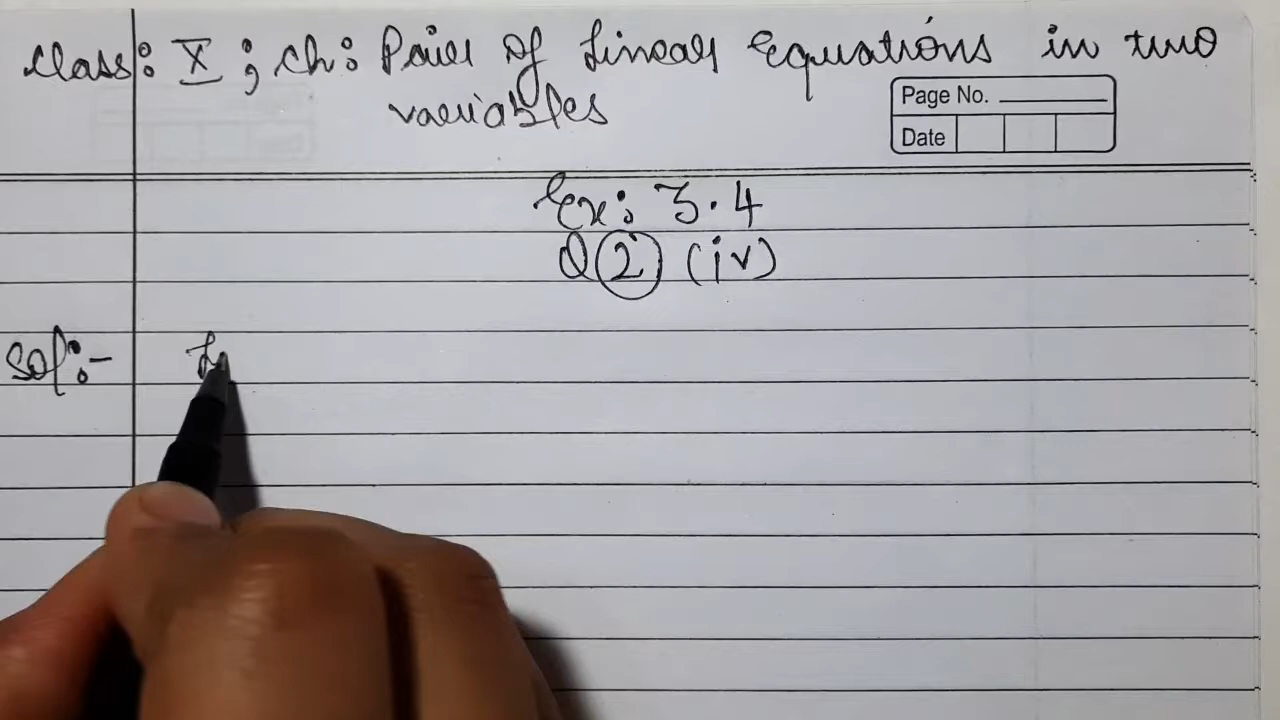 Class: X ; Ch: Pair of Linear Equations in two
variables
Page No.
Date
Ex: 3.4
Q 2 (iv)
Sol:-